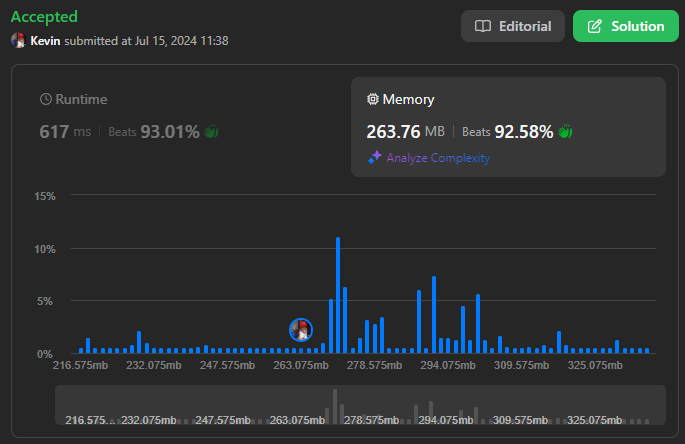 Accepted
Editorial
Solution
Kevin submitted at Jul 15, 2024 11:38
Runtime
617 ms | Beats 93.01%
Memory
263.76 MB | Beats 92.58%
Analyze Complexity
15%
10%
5%
0%
216.575mb 232.075mb 247.575mb 263.075mb 278.575mb 294.075mb 309.575mb 325.075mb
216.575 ... 232.075mb 247.575mb 263.075mb 278.575mb 294.075mb 309.575mb 325.075mb